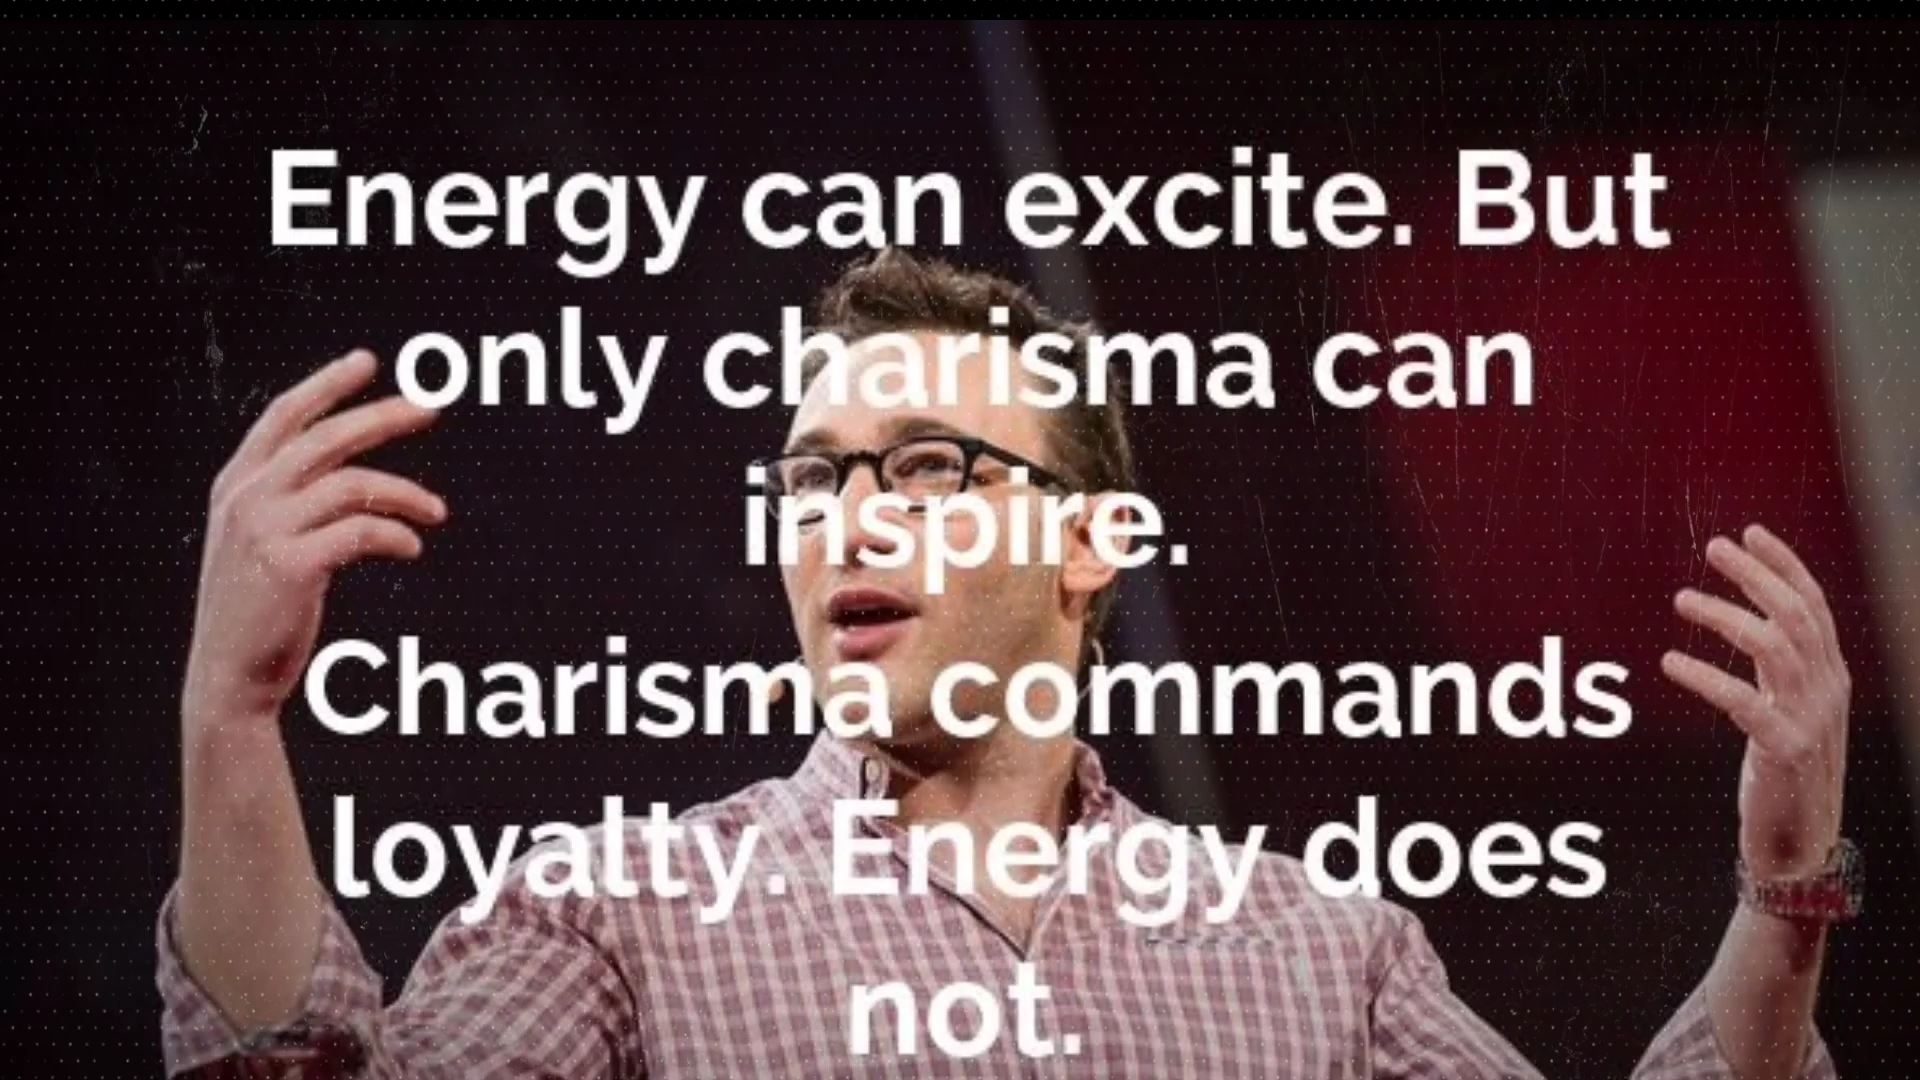 Energy can excite. But
only charisma can
inspire.
Charisma commands
loyalty. Energy does
not.